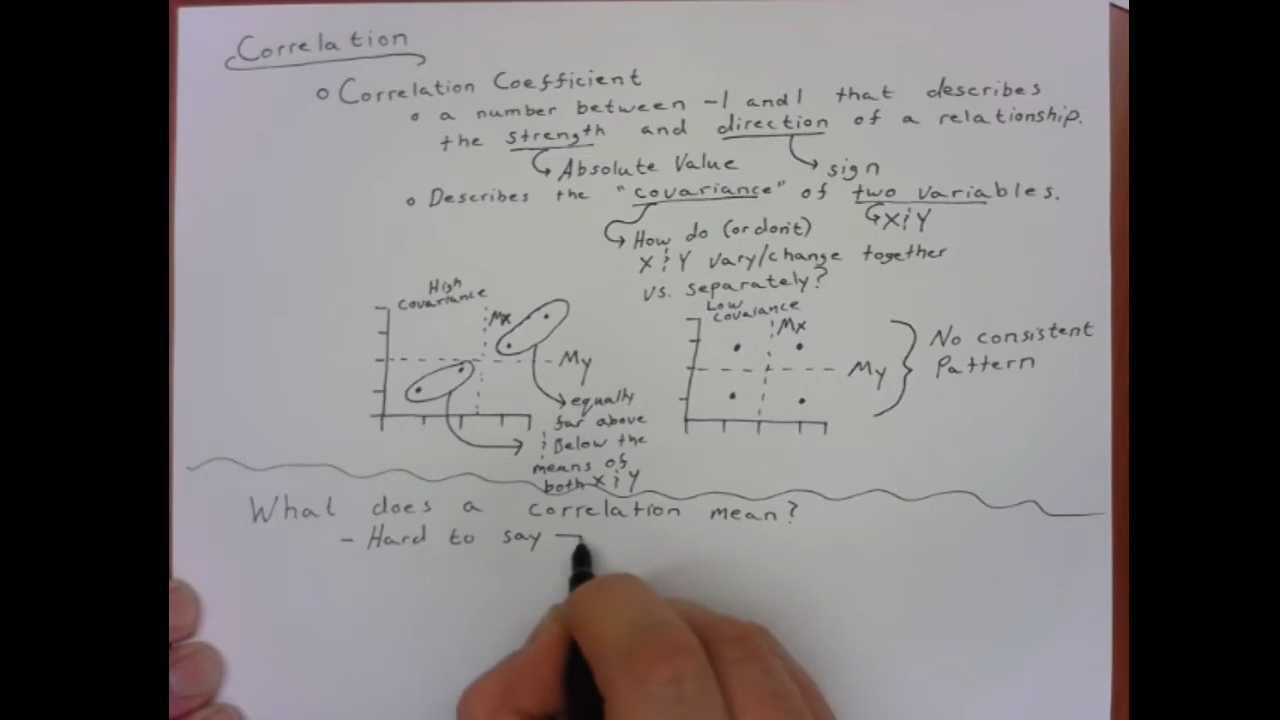 Correlation
Correlation Coefficient
a number between -1 and 1 that describes
the strength and direction of a relationship.
Absolute Value
sign
Describes the "covariance" of two variables.
X & Y
How do (or don't)
X & Y vary/change together
vs. separately?
High
Covariance
Mx
My
equally
far above
& Below the
means of
both X & Y
Low
Covaiance
Mx
My
No consistent
Pattern
What does a correlation mean?
- Hard to say –